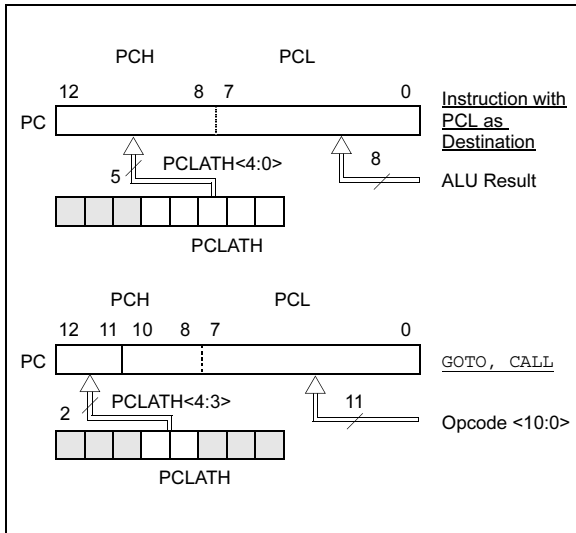 PCH PCL
12 8 7 0
PC
Instruction with
PCL as
Destination
5 PCLATH<4:0> 8
ALU Result
PCLATH
PCH PCL
12 11 10 8 7 0
PC
GOTO, CALL
2 PCLATH<4:3> 11
Opcode <10:0>
PCLATH